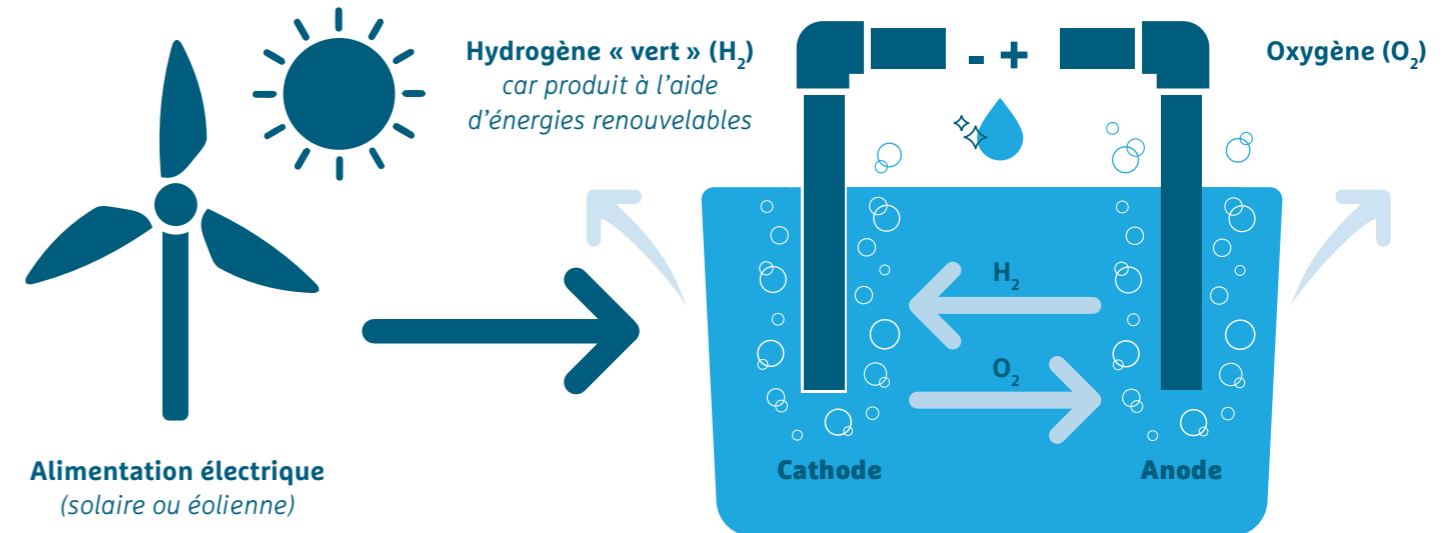 Hydrogène « vert » (H₂)
car produit à l’aide
d’énergies renouvelables
- +
Oxygène (O₂)
H₂
O₂
Cathode
Anode
Alimentation électrique
(solaire ou éolienne)